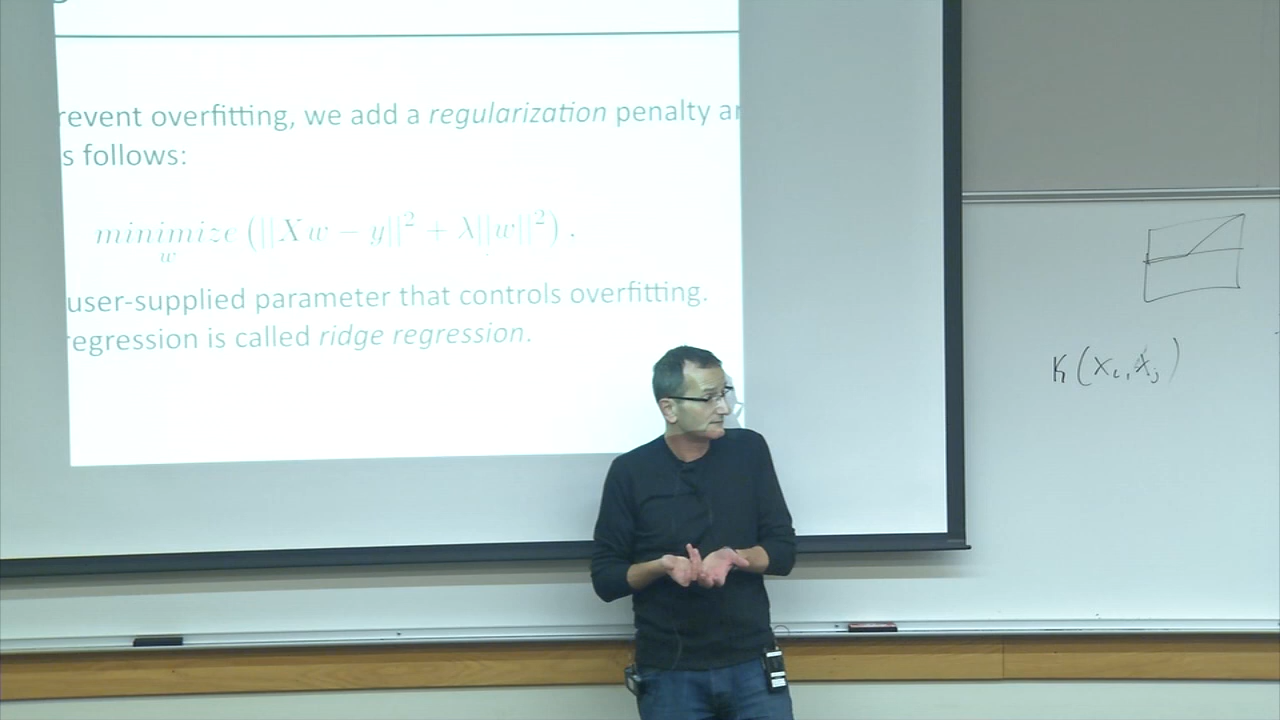 revent overfitting, we add a regularization penalty
s follows:
minimize (||Xw − y||² + λ||w||²) .
w
user-supplied parameter that controls overfitting.
regression is called ridge regression.
K(xᵢ, xⱼ)